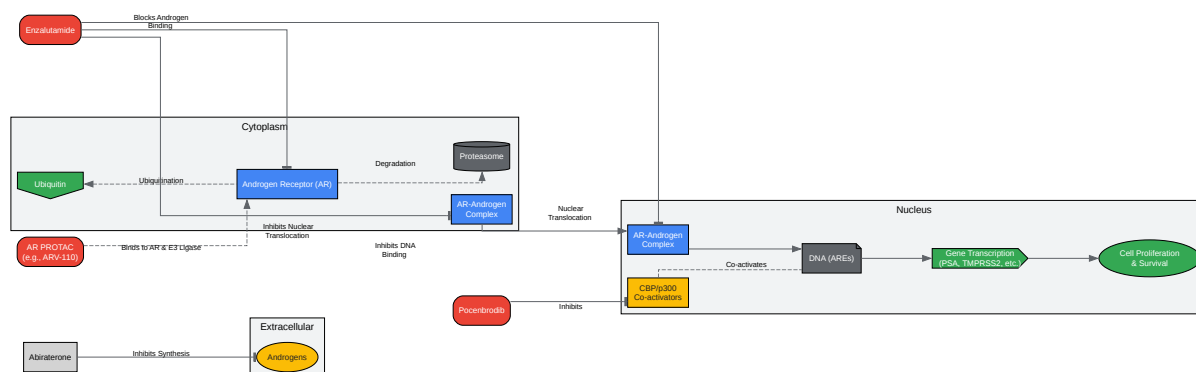 Blocks Androgen
Binding
Enzalutamide
Cytoplasm
Proteasome
Degradation
Ubiquitin
Ubiquitination
Androgen Receptor (AR)
AR-Androgen
Complex
Nuclear
Translocation
Nucleus
Inhibits Nuclear
Translocation
AR PROTAC
(e.g., ARV-110)
Binds to AR & E3 Ligase
Inhibits DNA
Binding
AR-Androgen
Complex
DNA (AREs)
Gene Transcription
(PSA, TMPRSS2, etc.)
Cell Proliferation
& Survival
Co-activates
CBP/p300
Co-activators
Pocenbrodib
Inhibits
Extracellular
Abiraterone
Inhibits Synthesis
Androgens